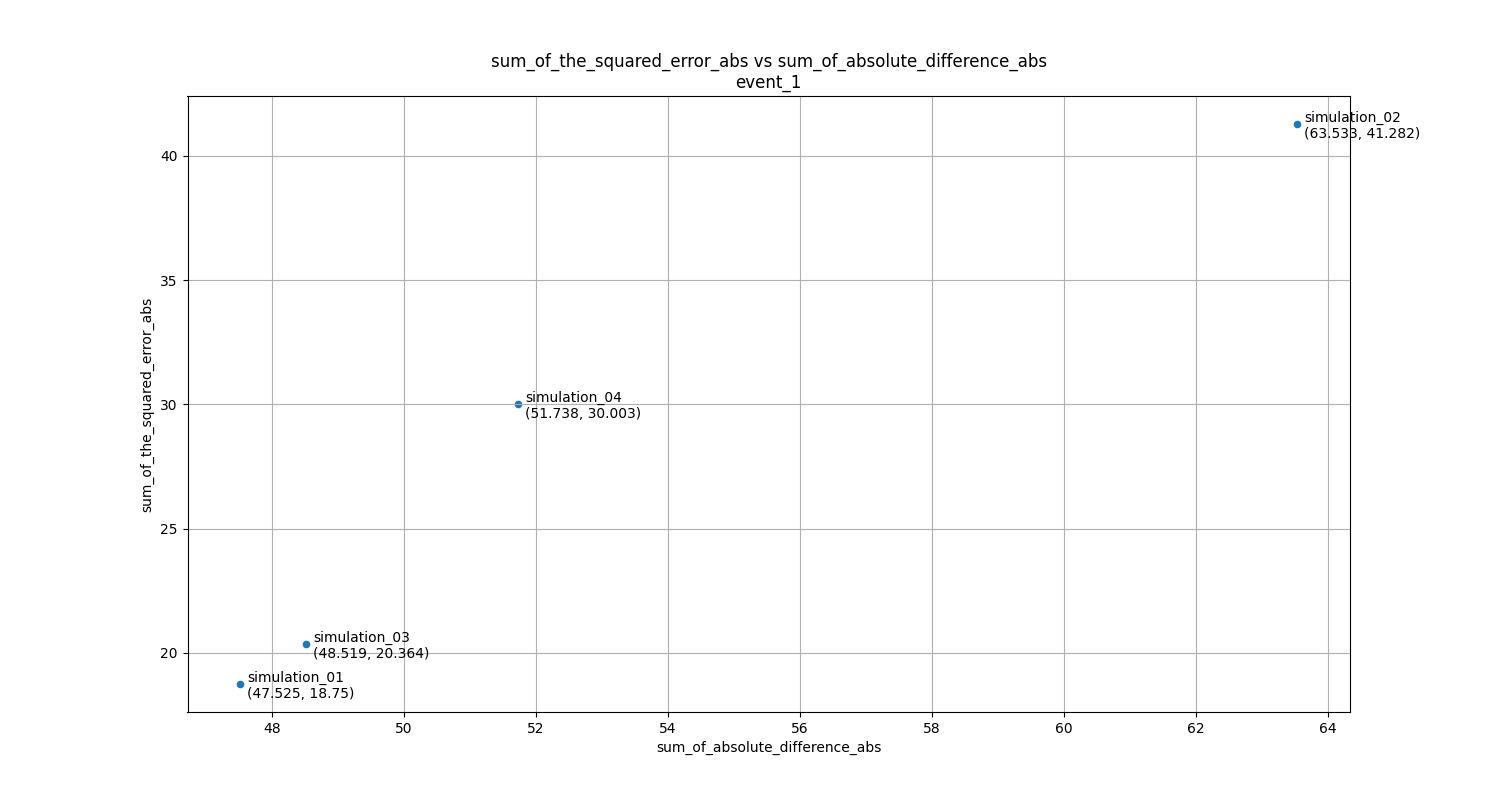 sum_of_the_squared_error_abs vs sum_of_absolute_difference_abs
event_1
simulation_02
(63.533, 41.282)
40
35
sum_of_the_squared_error_abs
simulation_04
(51.738, 30.003)
30
25
simulation_03
(48.519, 20.364)
20
simulation_01
(47.525, 18.75)
48 50 52 54 56 58 60 62 64
sum_of_absolute_difference_abs